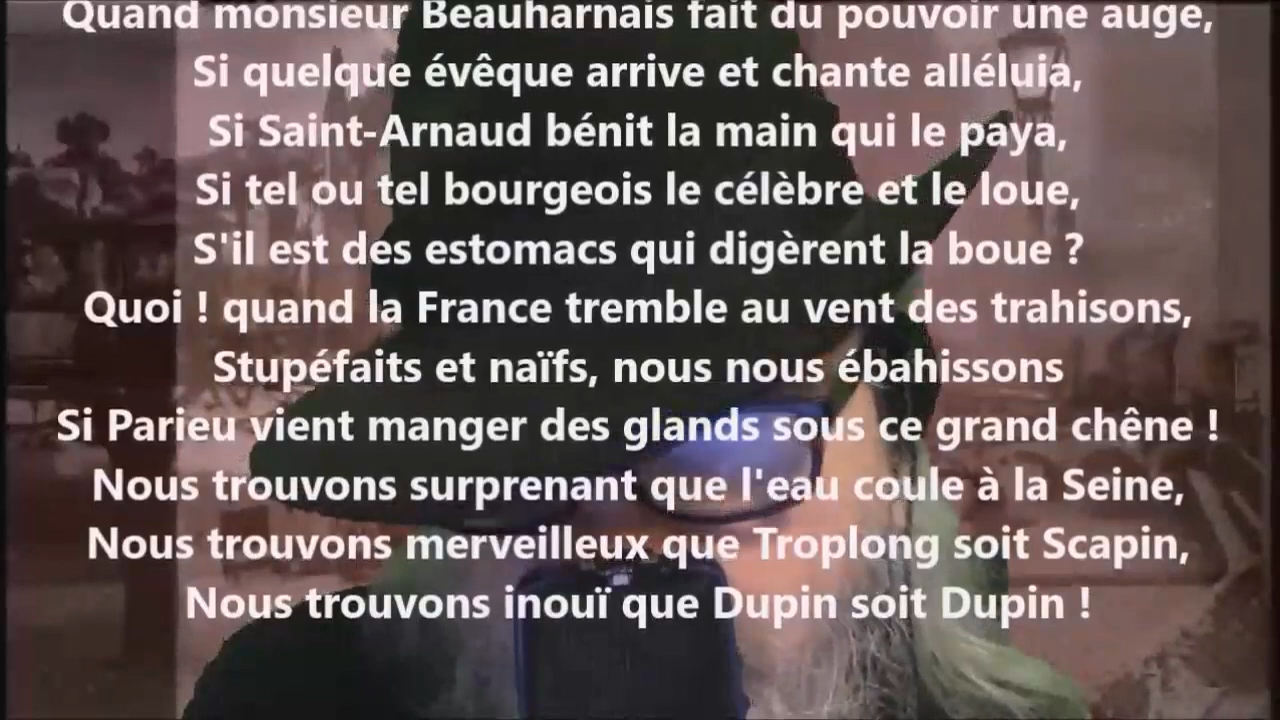 Quand monsieur Beauharnais fait du pouvoir une auge,
Si quelque évêque arrive et chante alléluia,
Si Saint-Arnaud bénit la main qui le paya,
Si tel ou tel bourgeois le célèbre et le loue,
S'il est des estomacs qui digèrent la boue ?
Quoi ! quand la France tremble au vent des trahisons,
Stupéfaits et naïfs, nous nous ébahissons
Si Parieu vient manger des glands sous ce grand chêne !
Nous trouvons surprenant que l'eau coule à la Seine,
Nous trouvons merveilleux que Troplong soit Scapin,
Nous trouvons inouï que Dupin soit Dupin !